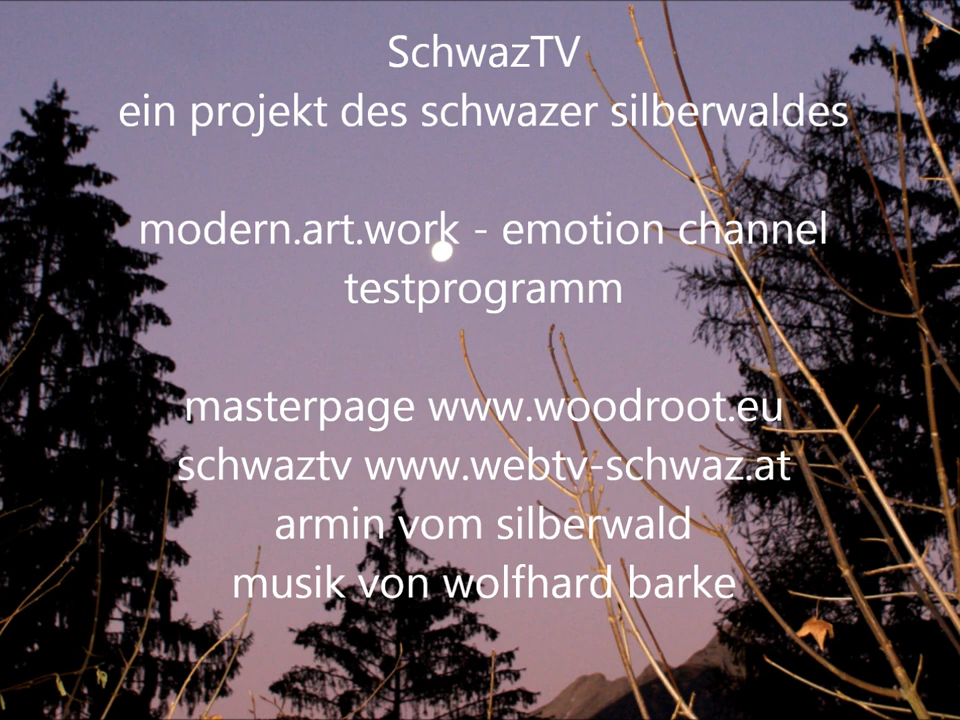 SchwazTV
ein projekt des schwazer silberwaldes
modern.art.work - emotion channel
testprogramm
masterpage www.woodroot.eu
schwaztv www.webtv-schwaz.at
armin vom silberwald
musik von wolfhard barke